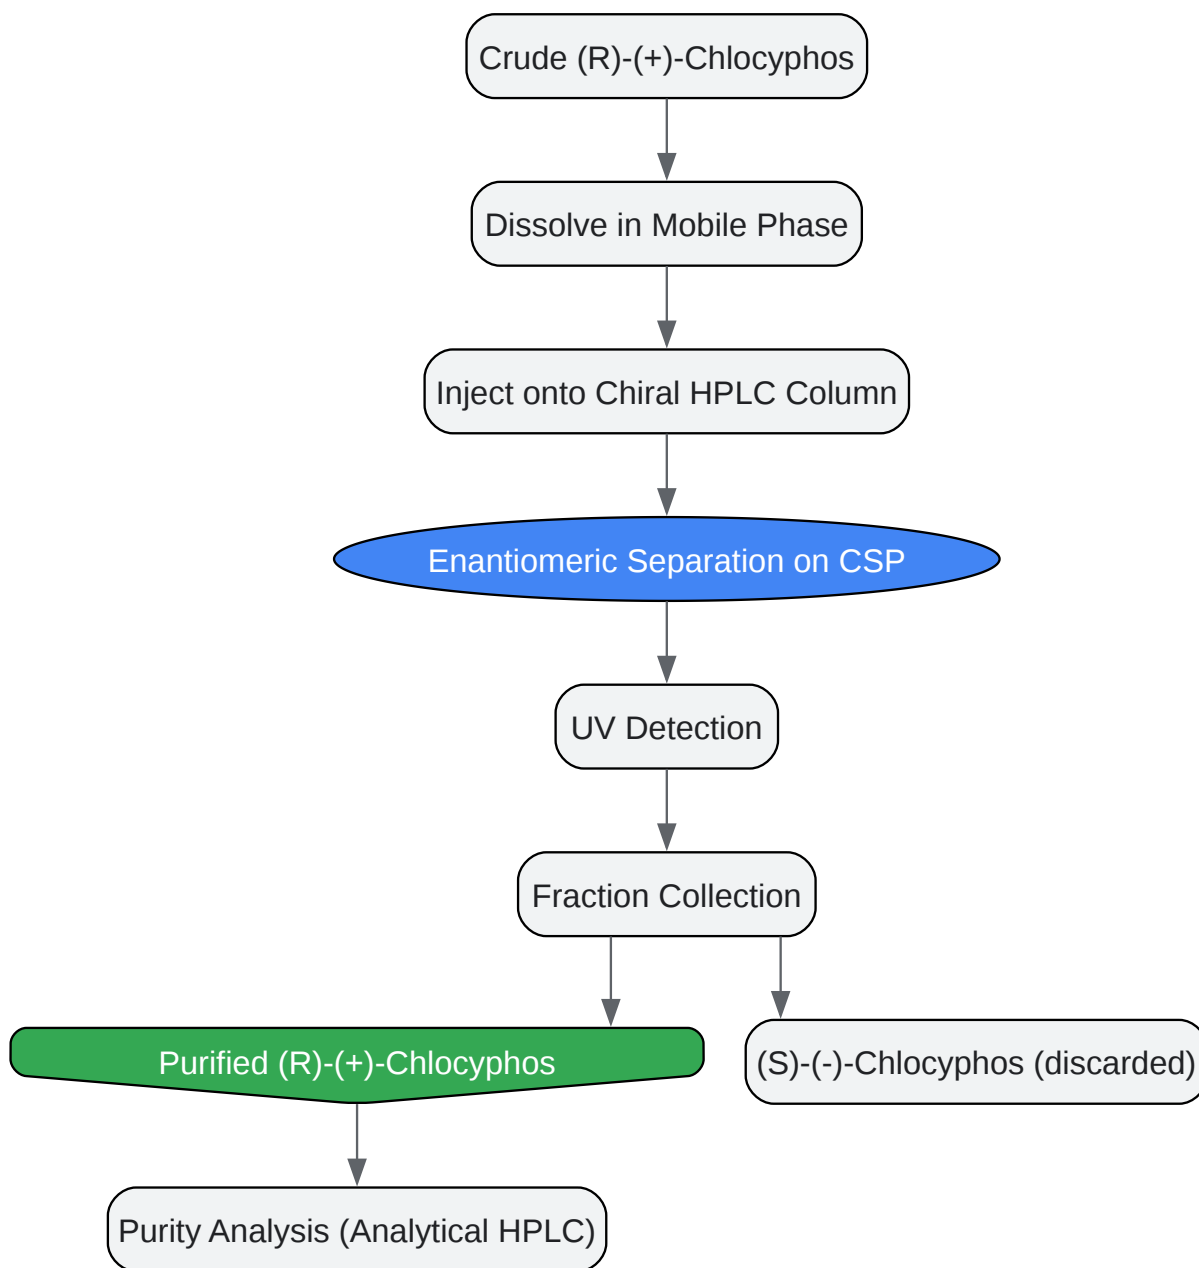 Crude (R)-(+)-Chlocyphos
Dissolve in Mobile Phase
Inject onto Chiral HPLC Column
Enantiomeric Separation on CSP
UV Detection
Fraction Collection
Purified (R)-(+)-Chlocyphos
(S)-(-)-Chlocyphos (discarded)
Purity Analysis (Analytical HPLC)